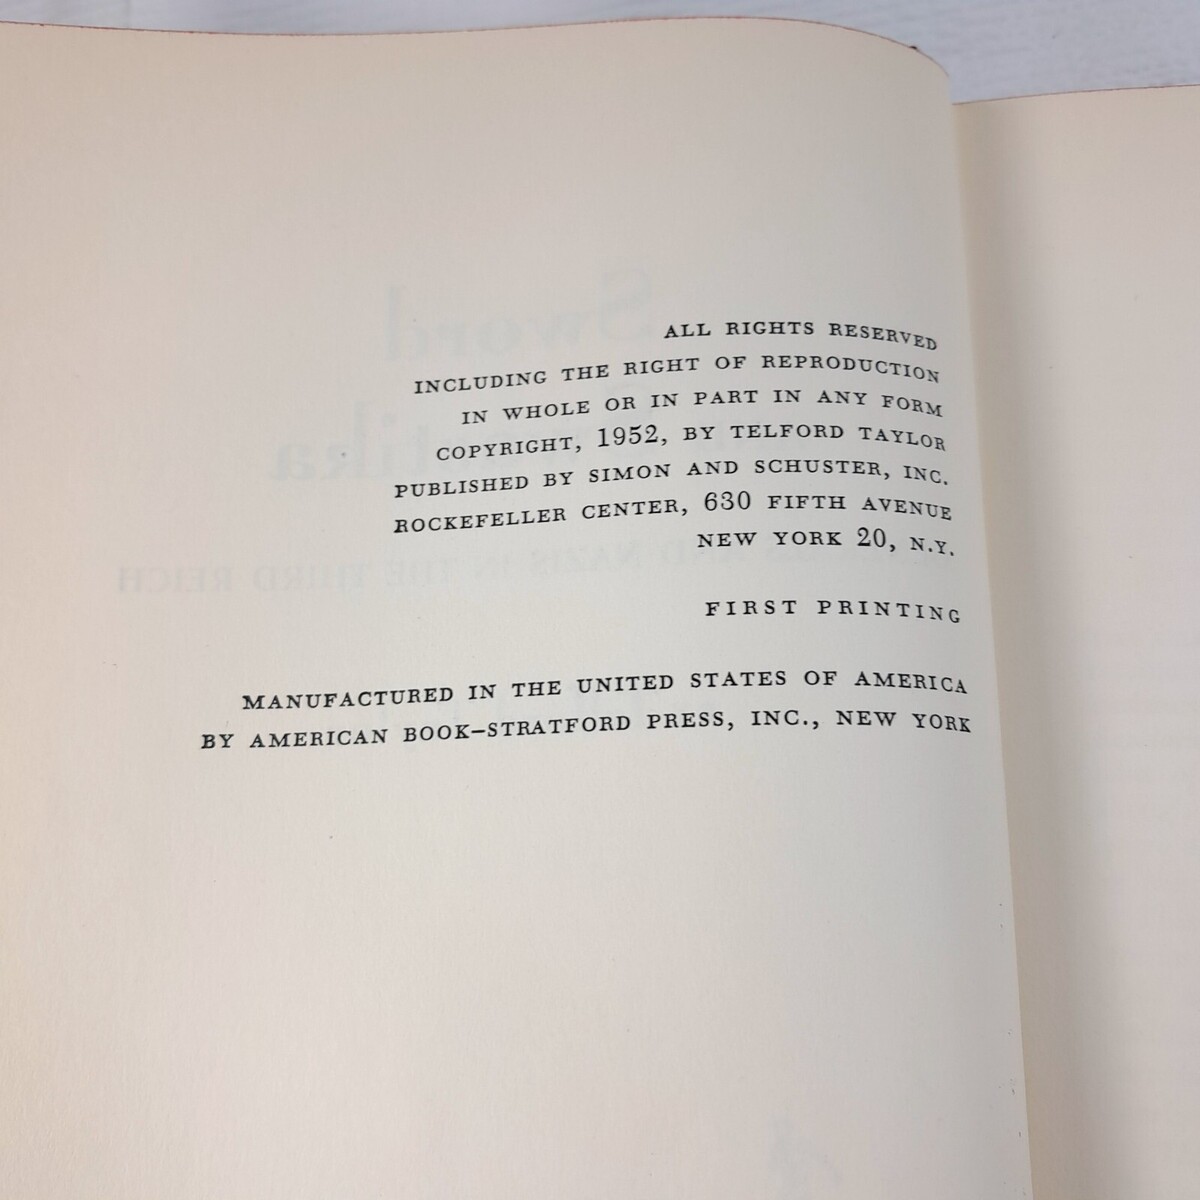 ALL RIGHTS RESERVED
INCLUDING THE RIGHT OF REPRODUCTION
IN WHOLE OR IN PART IN ANY FORM
COPYRIGHT, 1952, BY TELFORD TAYLOR
PUBLISHED BY SIMON AND SCHUSTER, INC.
ROCKEFELLER CENTER, 630 FIFTH AVENUE
NEW YORK 20, N.Y.
FIRST PRINTING
MANUFACTURED IN THE UNITED STATES OF AMERICA
BY AMERICAN BOOK–STRATFORD PRESS, INC., NEW YORK